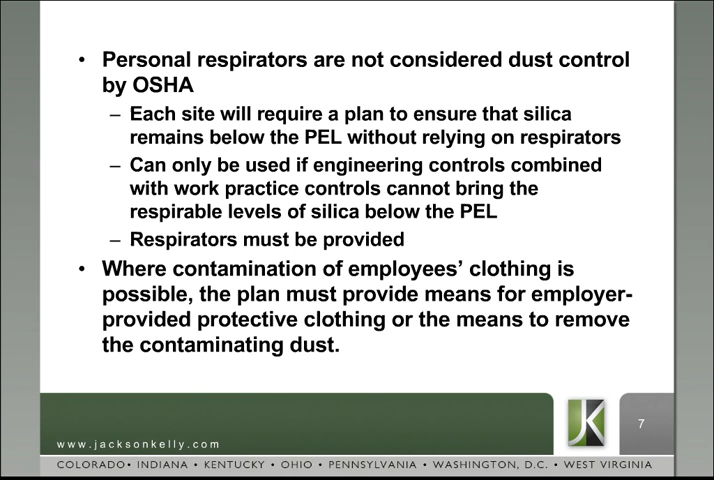 • Personal respirators are not considered dust control
by OSHA
– Each site will require a plan to ensure that silica
remains below the PEL without relying on respirators
– Can only be used if engineering controls combined
with work practice controls cannot bring the
respirable levels of silica below the PEL
– Respirators must be provided
• Where contamination of employees’ clothing is
possible, the plan must provide means for employer-
provided protective clothing or the means to remove
the contaminating dust.
JK
7
www.jacksonkelly.com
COLORADO • INDIANA • KENTUCKY • OHIO • PENNSYLVANIA • WASHINGTON, D.C. • WEST VIRGINIA